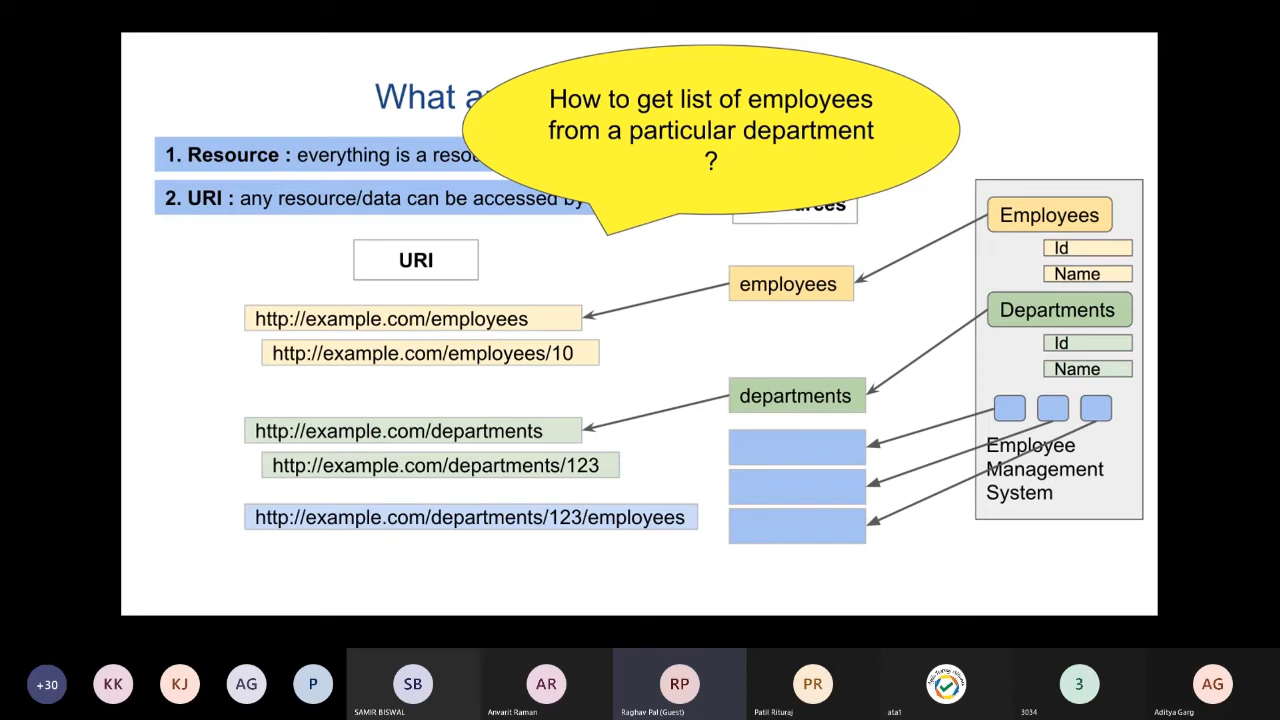 What a
How to get list of employees
from a particular department
?
1. Resource : everything is a reso
2. URI : any resource/data can be accessed by
URI
http://example.com/employees
http://example.com/employees/10
http://example.com/departments
http://example.com/departments/123
http://example.com/departments/123/employees
employees
departments
Employees
Id
Name
Departments
Id
Name
Employee
Management
System
+30
KK
KJ
AG
P
SB
SAMIR BISWAL
AR
Anvarit Raman
RP
Raghav Pal (Guest)
PR
Patil Rituraj
ata1
3
3034
AG
Aditya Garg